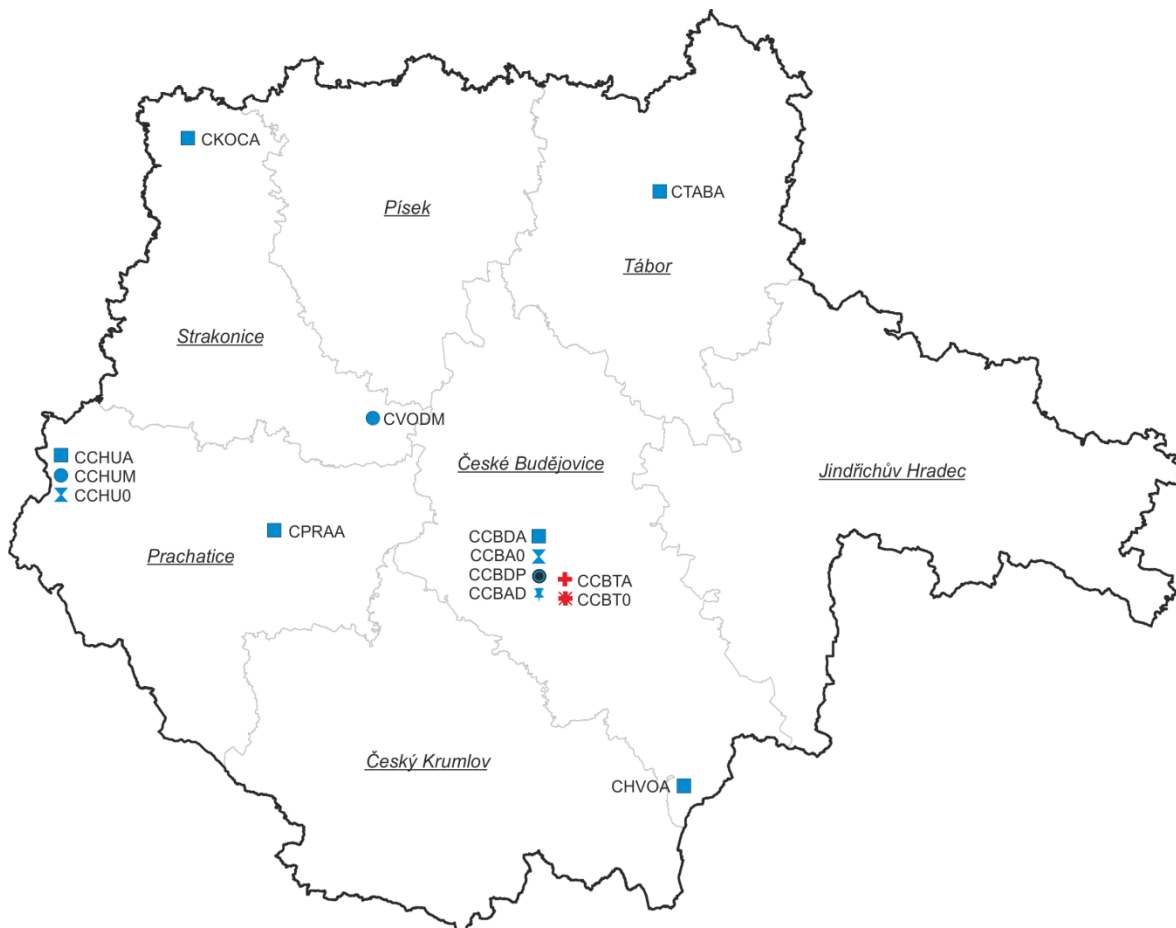 CKOCA
CTABA
Písek
Tábor
Strakonice
CVODM
CCHUA
CCHUM
CCHU0
České Budějovice
Jindřichův Hradec
CPRAA
Prachatice
CCBDA
CCBA0
CCBDP
CCBAD
CCBTA
CCBT0
Český Krumlov
CHVOA